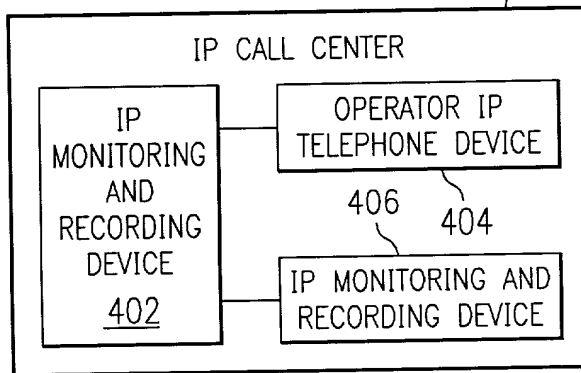 IP CALL CENTER
IP
MONITORING
AND
RECORDING
DEVICE
402
OPERATOR IP
TELEPHONE DEVICE
404
406
IP MONITORING AND
RECORDING DEVICE